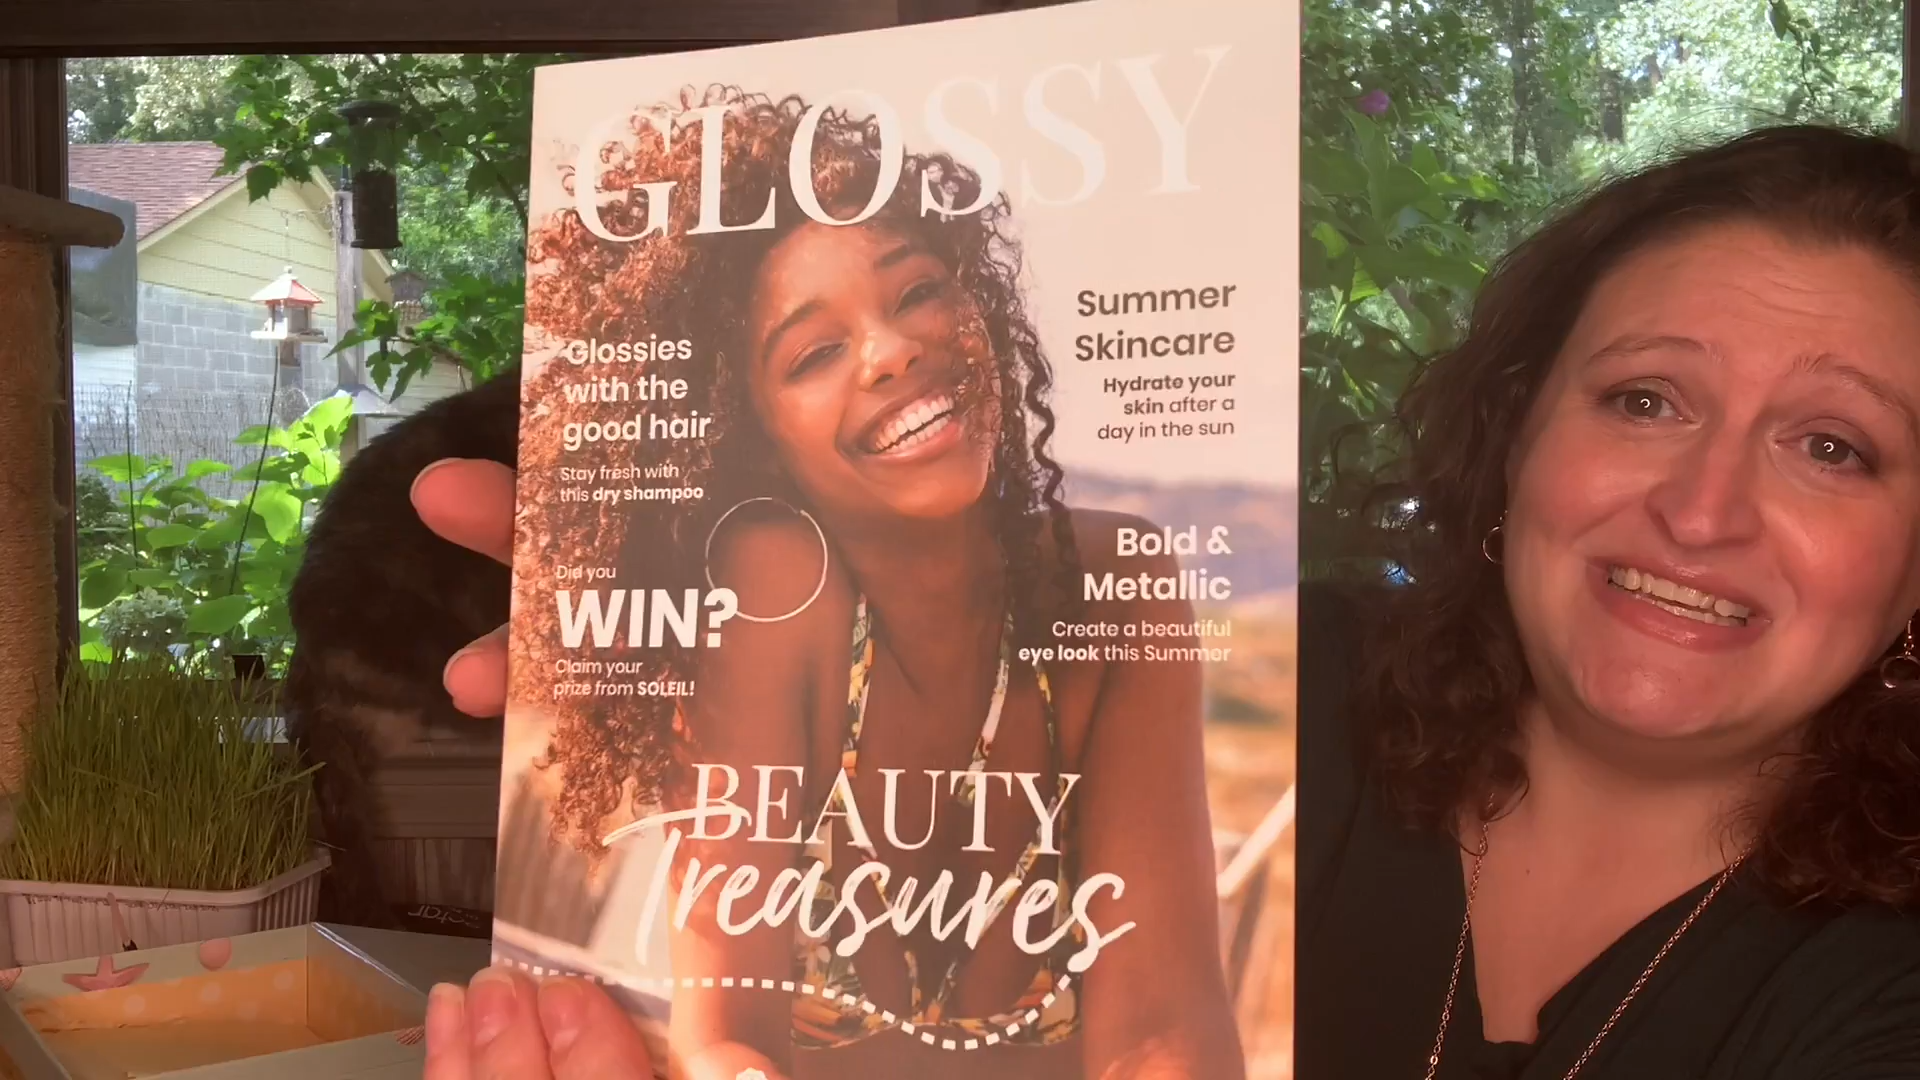 GLOSSY
Glossies
with the
good hair
Stay fresh with
this dry shampoo
Did you
WIN?
Claim your
prize from SOLEIL!
Summer
Skincare
Hydrate your
skin after a
day in the sun
Bold &
Metallic
Create a beautiful
eye look this Summer
BEAUTY
Treasures